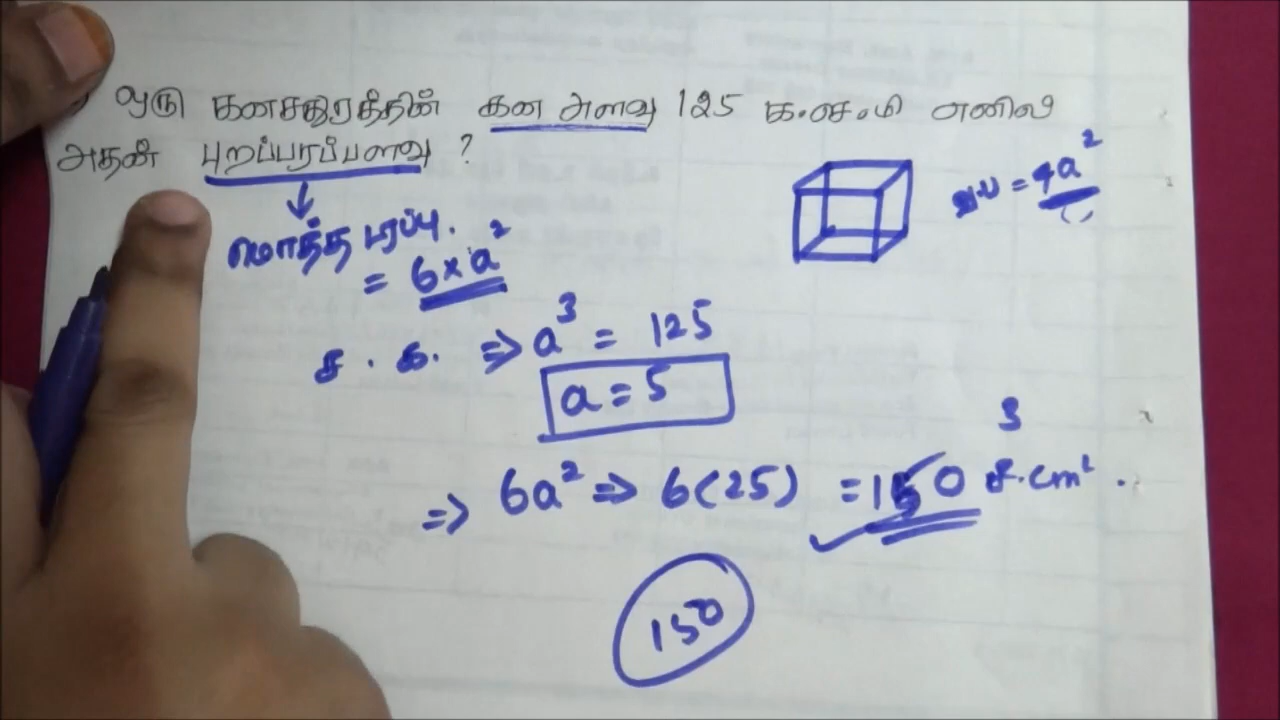 ஒரு கனசதுரத்தின் கன அளவு 125 க.செ.மி எனில்
அதன் புறப்பரப்பளவு ?
= 4a²
மொத்த பரப்பு.
= 6×a²
ச . க. ⇒ a³ = 125
a = 5
3
⇒ 6a² ⇒ 6(25) = 150 ச.cm² .
150